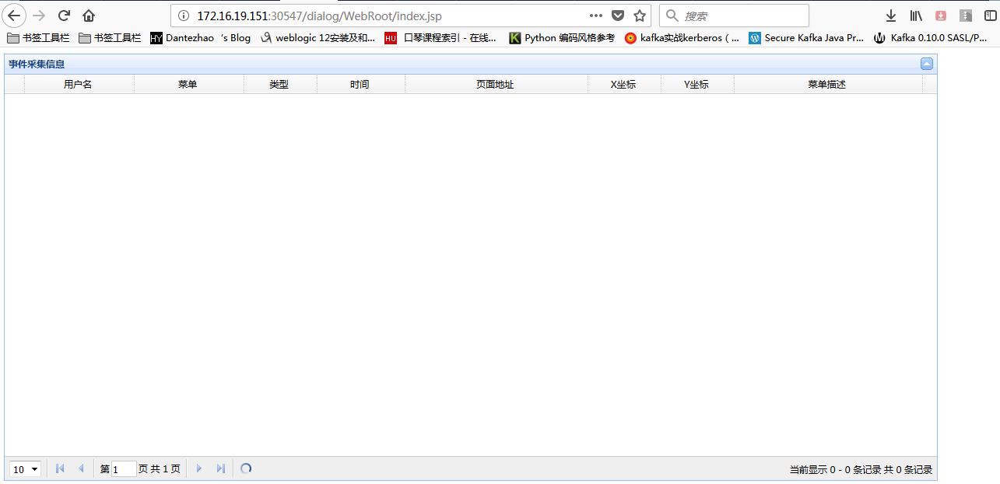 172.16.19.151:30547/dialog/WebRoot/index.jsp 搜索
书签工具栏 书签工具栏 HY Dantezhao ‘s Blog weblogic 12安装及和... HU 口琴课程索引 - 在线... K Python 编码风格参考 kafka实战kerberos ( ... Secure Kafka Java Pr... Kafka 0.10.0 SASL/P...
事件采集信息
用户名 菜单 类型 时间 页面地址 X坐标 Y坐标 菜单描述
10 第 1 页 共 1 页 当前显示 0 - 0 条记录 共 0 条记录